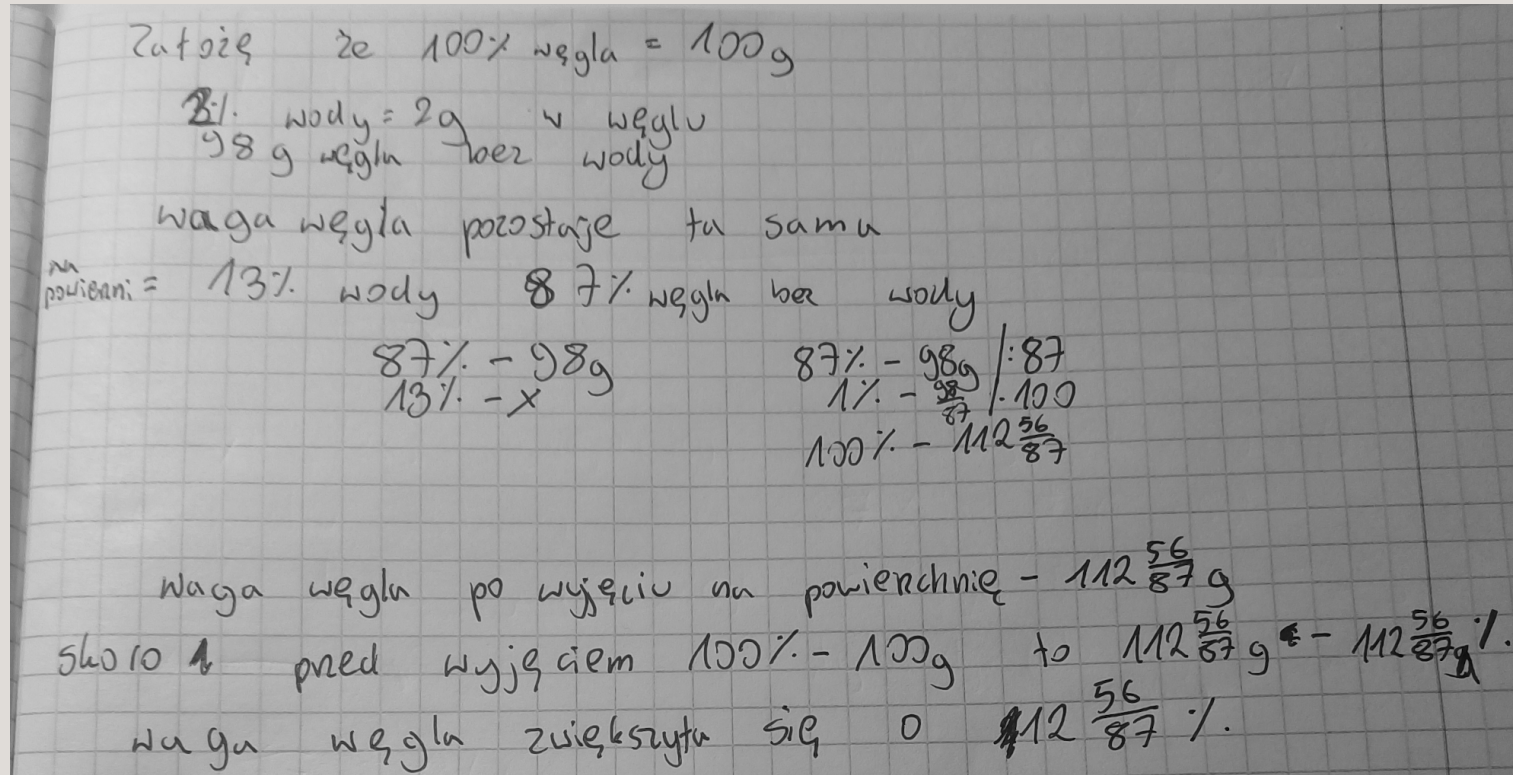 Założę że 100% węgla = 100g
2% wody = 2g w węglu
98 g węgla bez wody
waga węgla pozostaje ta sama
na powierzni = 13% wody 87% węgla bez wody
87% - 98g 87% - 98g /:87
13% - x 1% - 98/87 /·100
100% - 112 56/87
Waga węgla po wyjęciu na powierzchnię - 112 56/87 g
skoro przed wyjęciem 100% - 100g to 112 56/87 g - 112 56/87 %.
waga węgla zwiększyła się o 12 56/87 %.